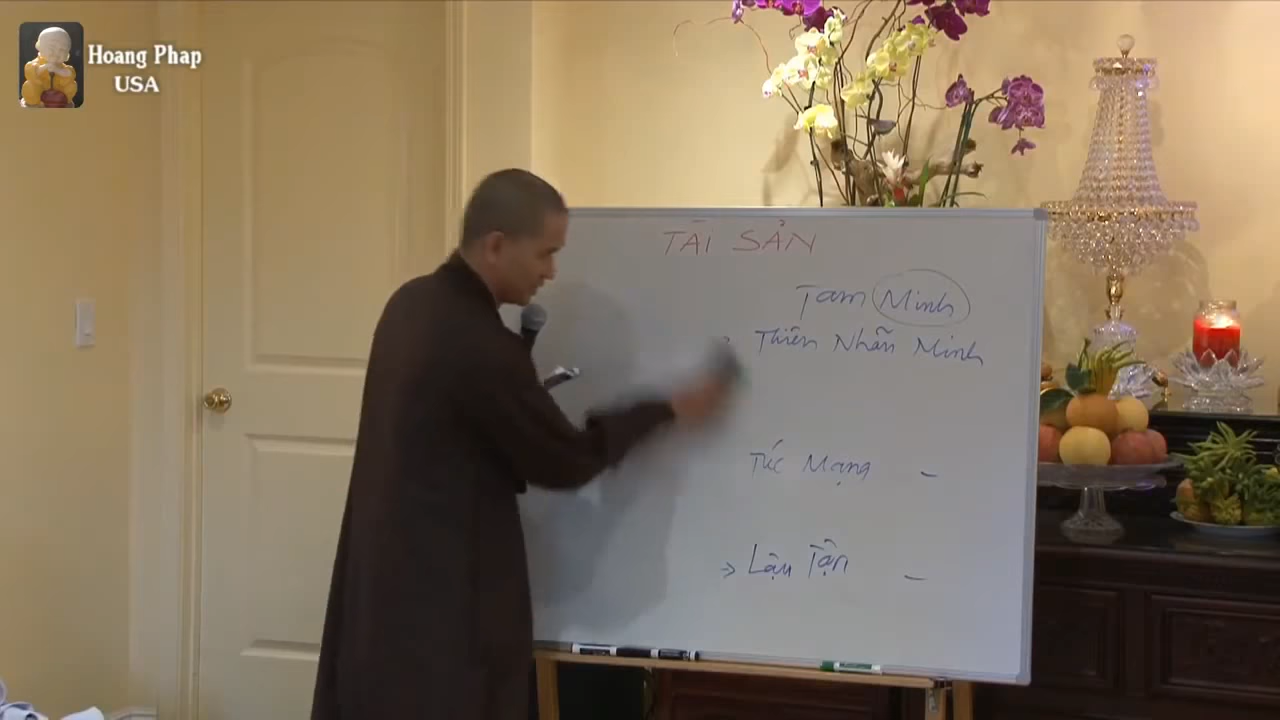 Hoang Phap
USA
TÀI SẢN
Tam Minh
Thiên Nhãn Minh
Túc Mạng -
→ Lậu Tận -